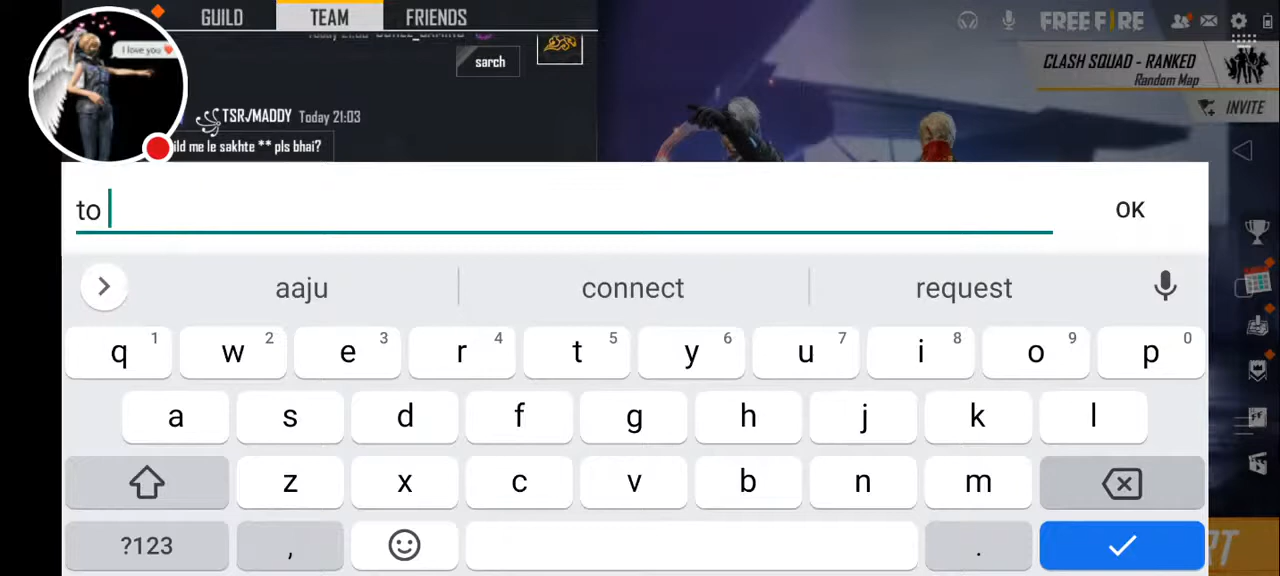 GUILD
TEAM
FRIENDS
FREE FIRE
I love you
sarch
CLASH SQUAD - RANKED
Random Map
TSR/MADDY Today 21:03
INVITE
ild me le sakhte ** pls bhai?
to
OK
aaju
connect
request
q 1 w 2 e 3 r 4 t 5 y 6 u 7 i 8 o 9 p 0
a s d f g h j k l
z x c v b n m
?123 , .